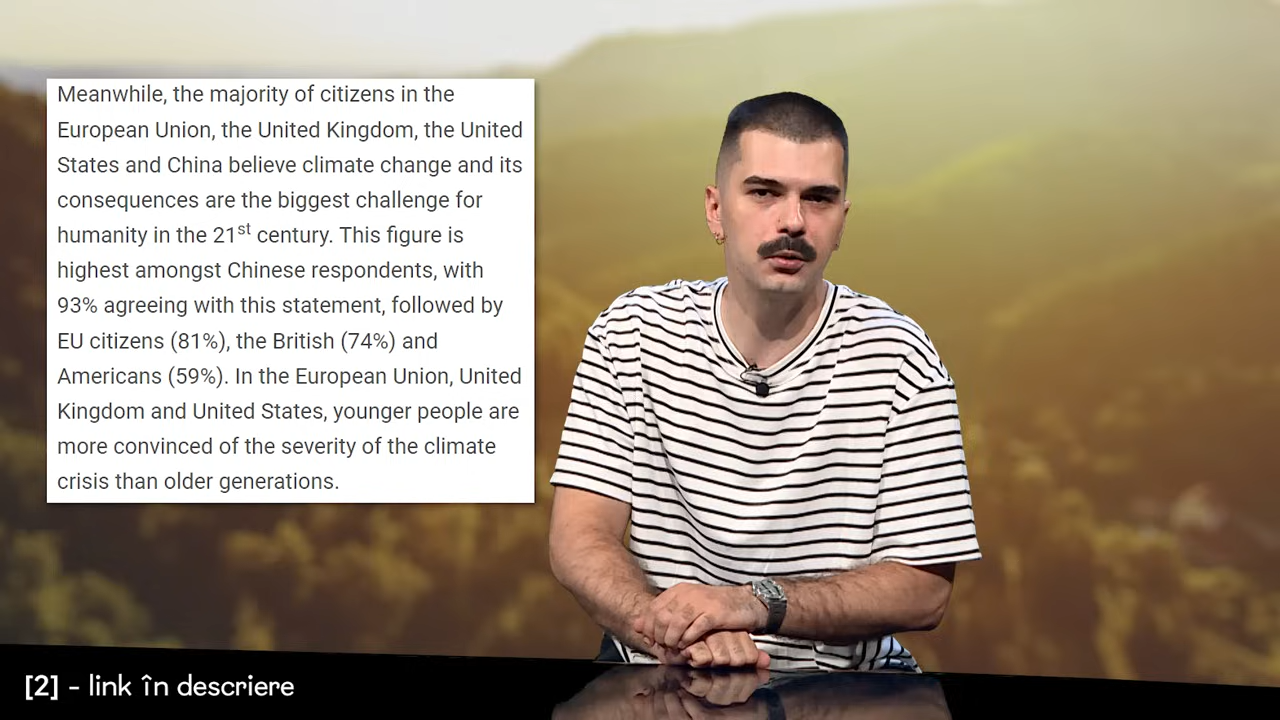 Meanwhile, the majority of citizens in the
European Union, the United Kingdom, the United
States and China believe climate change and its
consequences are the biggest challenge for
humanity in the 21st century. This figure is
highest amongst Chinese respondents, with
93% agreeing with this statement, followed by
EU citizens (81%), the British (74%) and
Americans (59%). In the European Union, United
Kingdom and United States, younger people are
more convinced of the severity of the climate
crisis than older generations.
[2] - link în descriere